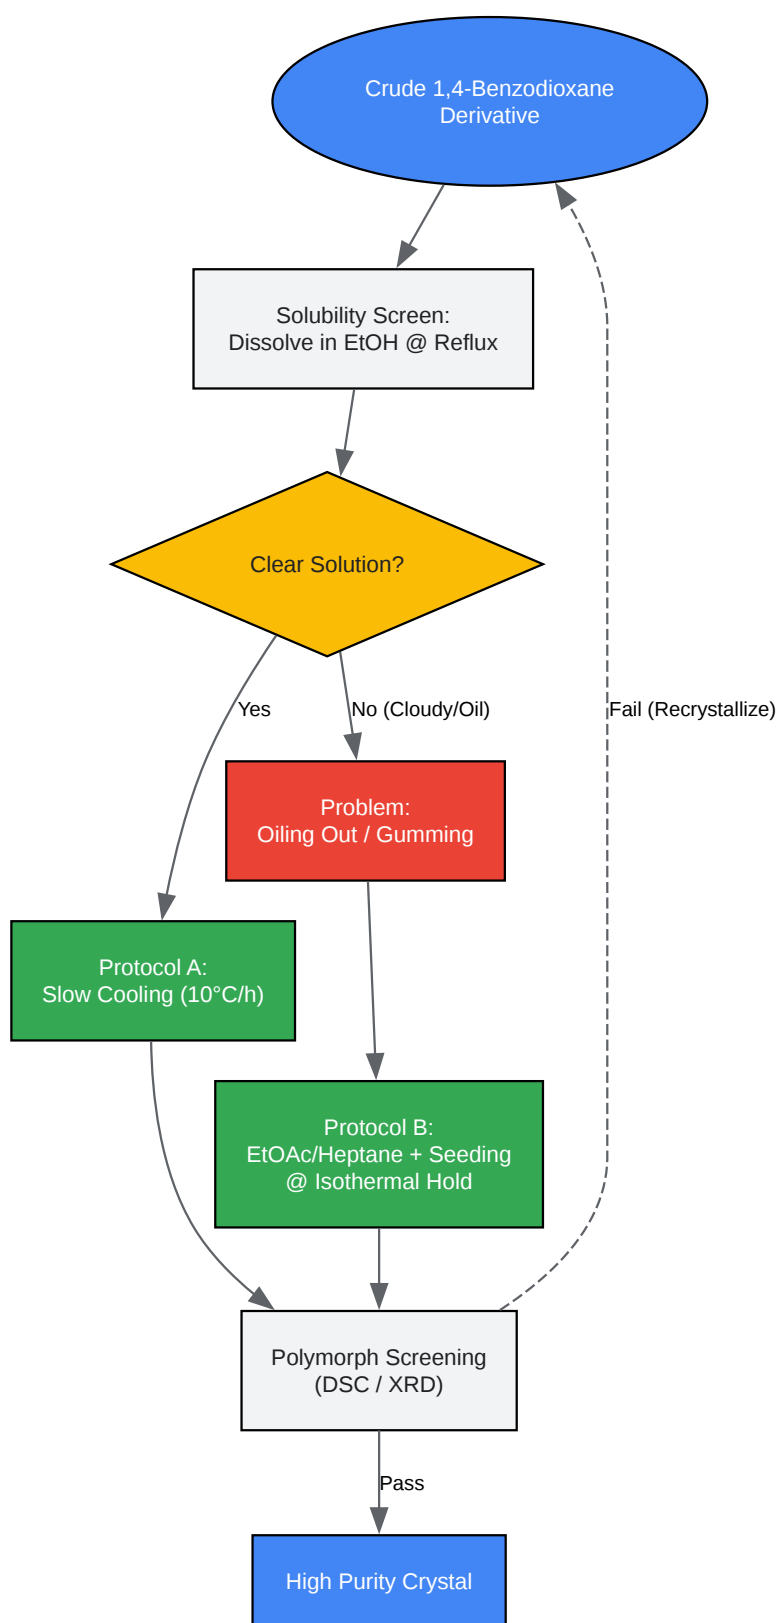 Crude 1,4-Benzodioxane
Derivative
Solubility Screen:
Dissolve in EtOH @ Reflux
Clear Solution?
Yes
No (Cloudy/Oil)
Fail (Recrystallize)
Problem:
Oiling Out / Gumming
Protocol A:
Slow Cooling (10°C/h)
Protocol B:
EtOAc/Heptane + Seeding
@ Isothermal Hold
Polymorph Screening
(DSC / XRD)
Pass
High Purity Crystal